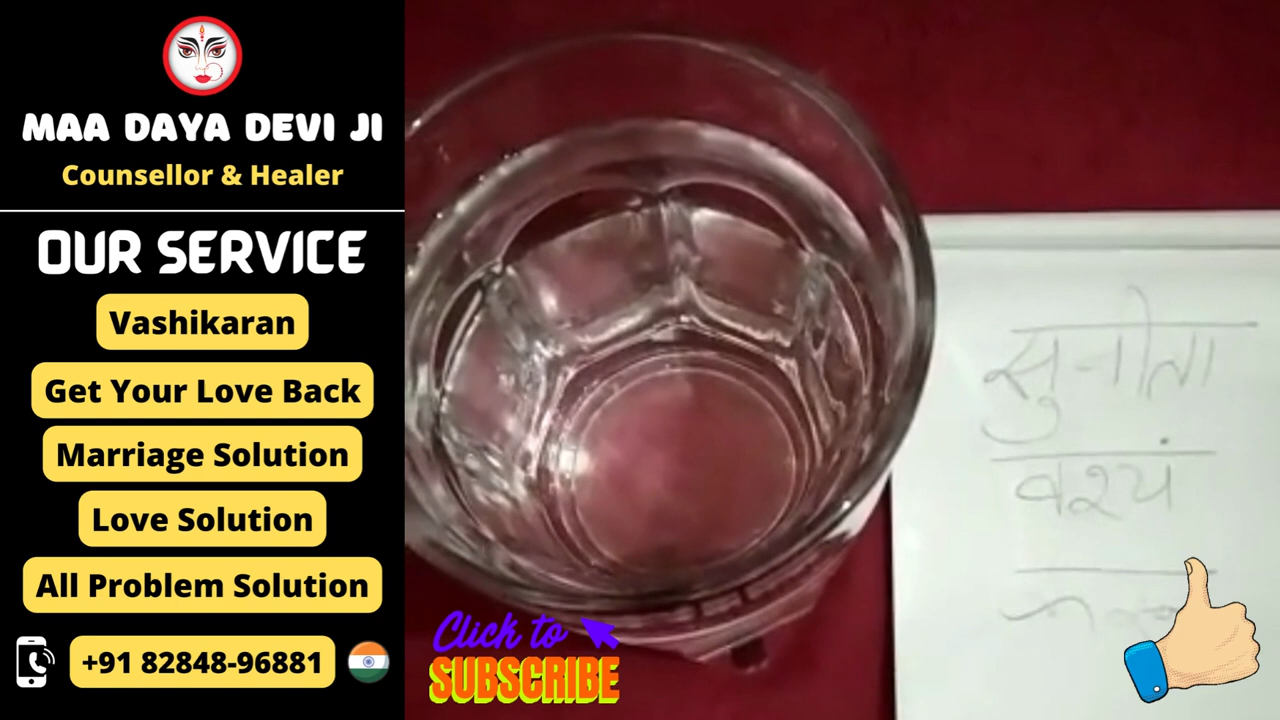 MAA DAYA DEVI JI
Counsellor & Healer
OUR SERVICE
Vashikaran
Get Your Love Back
Marriage Solution
Love Solution
All Problem Solution
+91 82848-96881
Click to
SUBSCRIBE
सुनीता
वश्यं